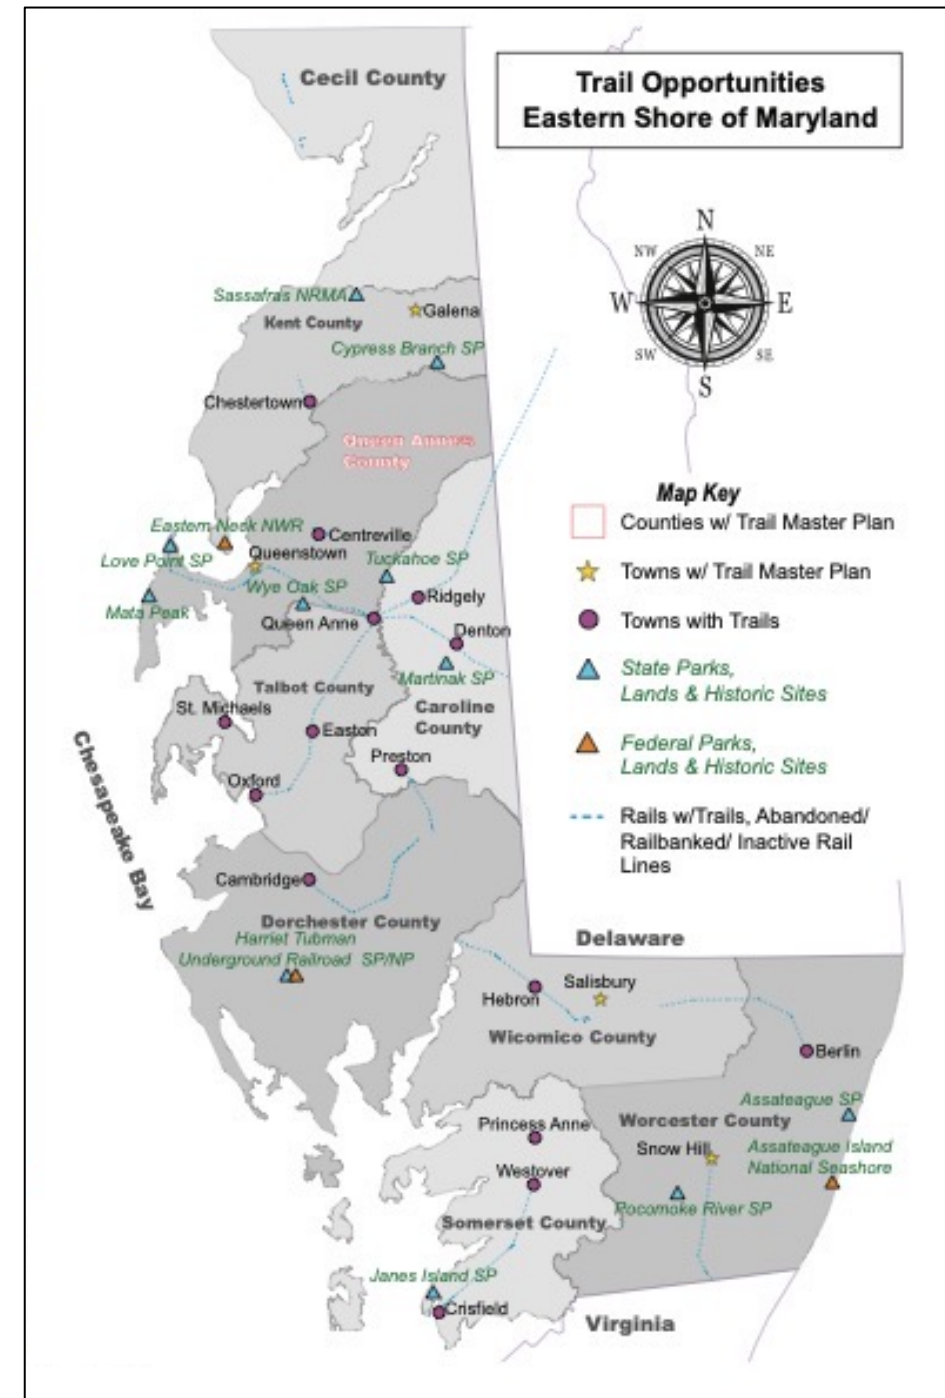 Cecil County
Trail Opportunities
Eastern Shore of Maryland
N
NW
NE
W
E
SW
SE
S
Sassafras NRMA
Galena
Kent County
Cypress Branch SP
Chestertown
Queen Annes
County
Map Key
Counties w/ Trail Master Plan
Towns w/ Trail Master Plan
Towns with Trails
State Parks,
Lands & Historic Sites
Federal Parks,
Lands & Historic Sites
Rails w/Trails, Abandoned/
Railbanked/ Inactive Rail
Lines
Eastern Neck NWR
Centreville
Love Point SP
Queenstown
Tuckahoe SP
Wye Oak SP
Mata Peak
Ridgely
Queen Anne
Denton
Martinak SP
Talbot County
St. Michaels
Caroline
County
Easton
Preston
Oxford
Chesapeake Bay
Cambridge
Dorchester County
Harriet Tubman
Underground Railroad SP/NP
Delaware
Salisbury
Hebron
Wicomico County
Berlin
Assateague SP
Princess Anne
Worcester County
Snow Hill
Assateague Island
National Seashore
Westover
Pocomoke River SP
Somerset County
Janes Island SP
Crisfield
Virginia